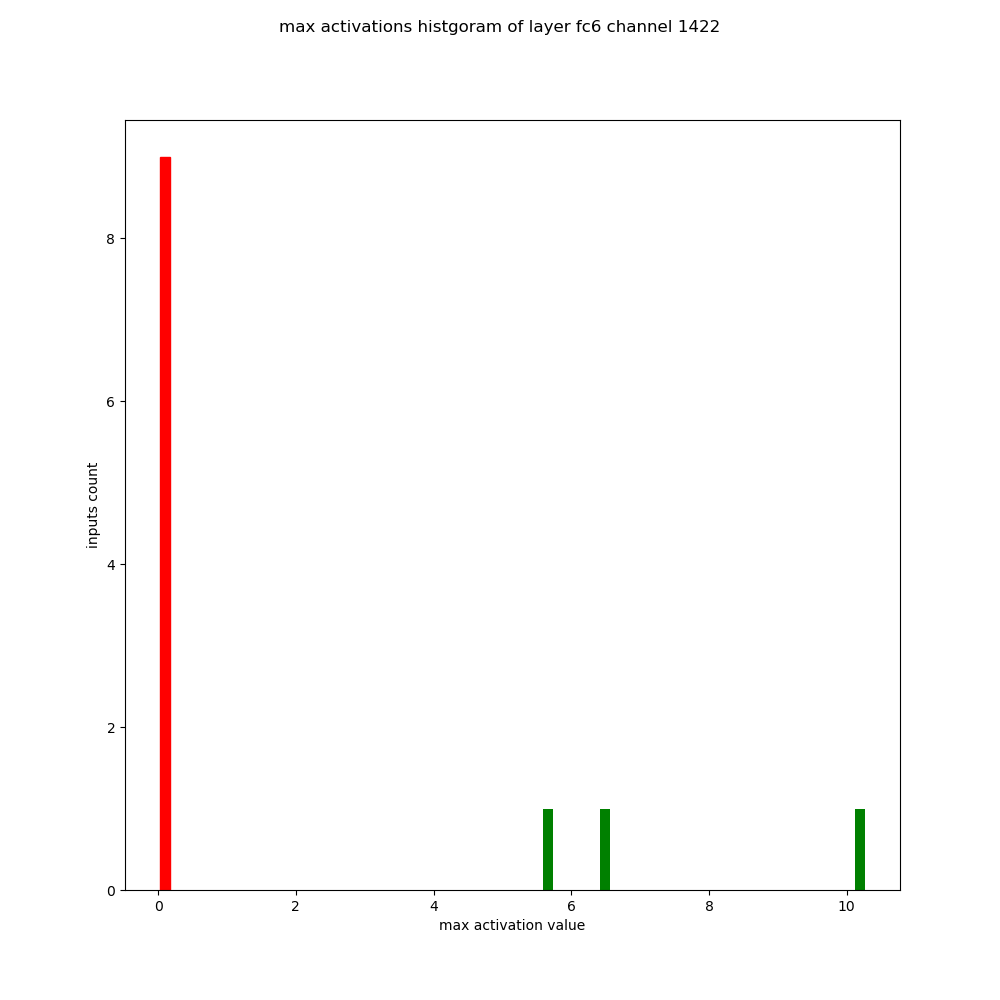 max activations histgoram of layer fc6 channel 1422
8
6
4
2
0
inputs count
0 2 4 6 8 10
max activation value